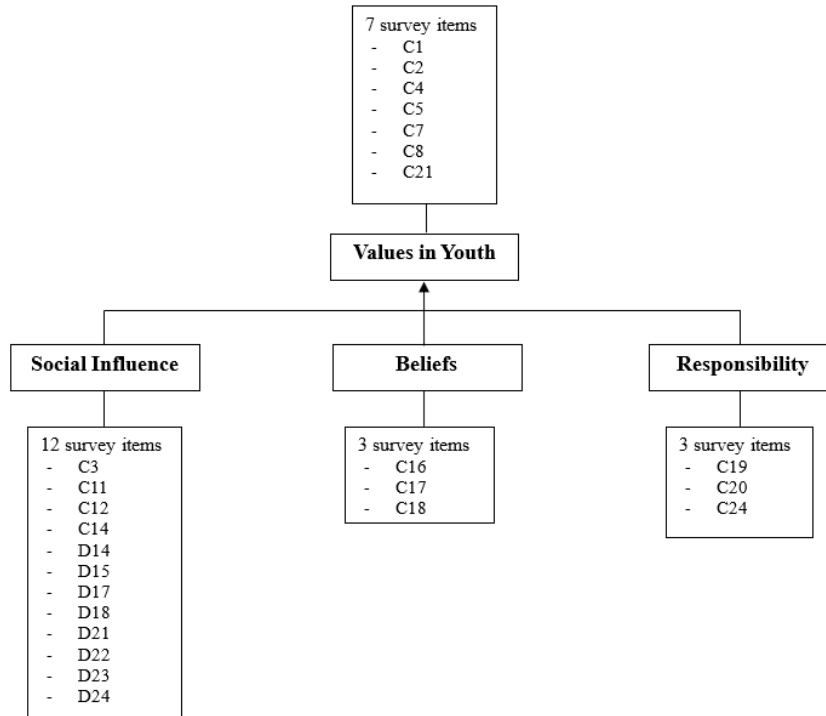 7 survey items
- C1
- C2
- C4
- C5
- C7
- C8
- C21
Values in Youth
Social Influence
Beliefs
Responsibility
12 survey items
- C3
- C11
- C12
- C14
- D14
- D15
- D17
- D18
- D21
- D22
- D23
- D24
3 survey items
- C16
- C17
- C18
3 survey items
- C19
- C20
- C24